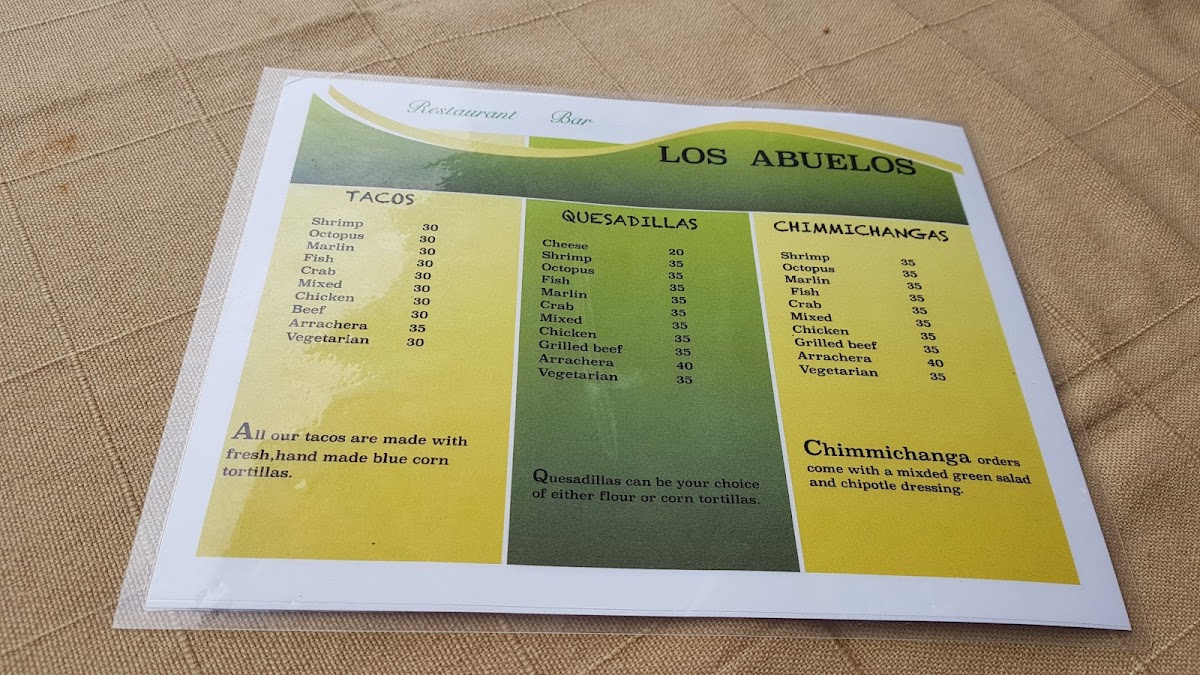 Restaurant Bar
LOS ABUELOS
TACOS
Shrimp 30
Octopus 30
Marlin 30
Fish 30
Crab 30
Mixed 30
Chicken 30
Beef 30
Arrachera 35
Vegetarian 30
All our tacos are made with
fresh,hand made blue corn
tortillas.
QUESADILLAS
Cheese 20
Shrimp 35
Octopus 35
Fish 35
Marlin 35
Crab 35
Mixed 35
Chicken 35
Grilled beef 35
Arrachera 40
Vegetarian 35
Quesadillas can be your choice
of either flour or corn tortillas.
CHIMMICHANGAS
Shrimp 35
Octopus 35
Marlin 35
Fish 35
Crab 35
Mixed 35
Chicken 35
Grilled beef 35
Arrachera 40
Vegetarian 35
Chimmichanga orders
come with a mixded green salad
and chipotle dressing.